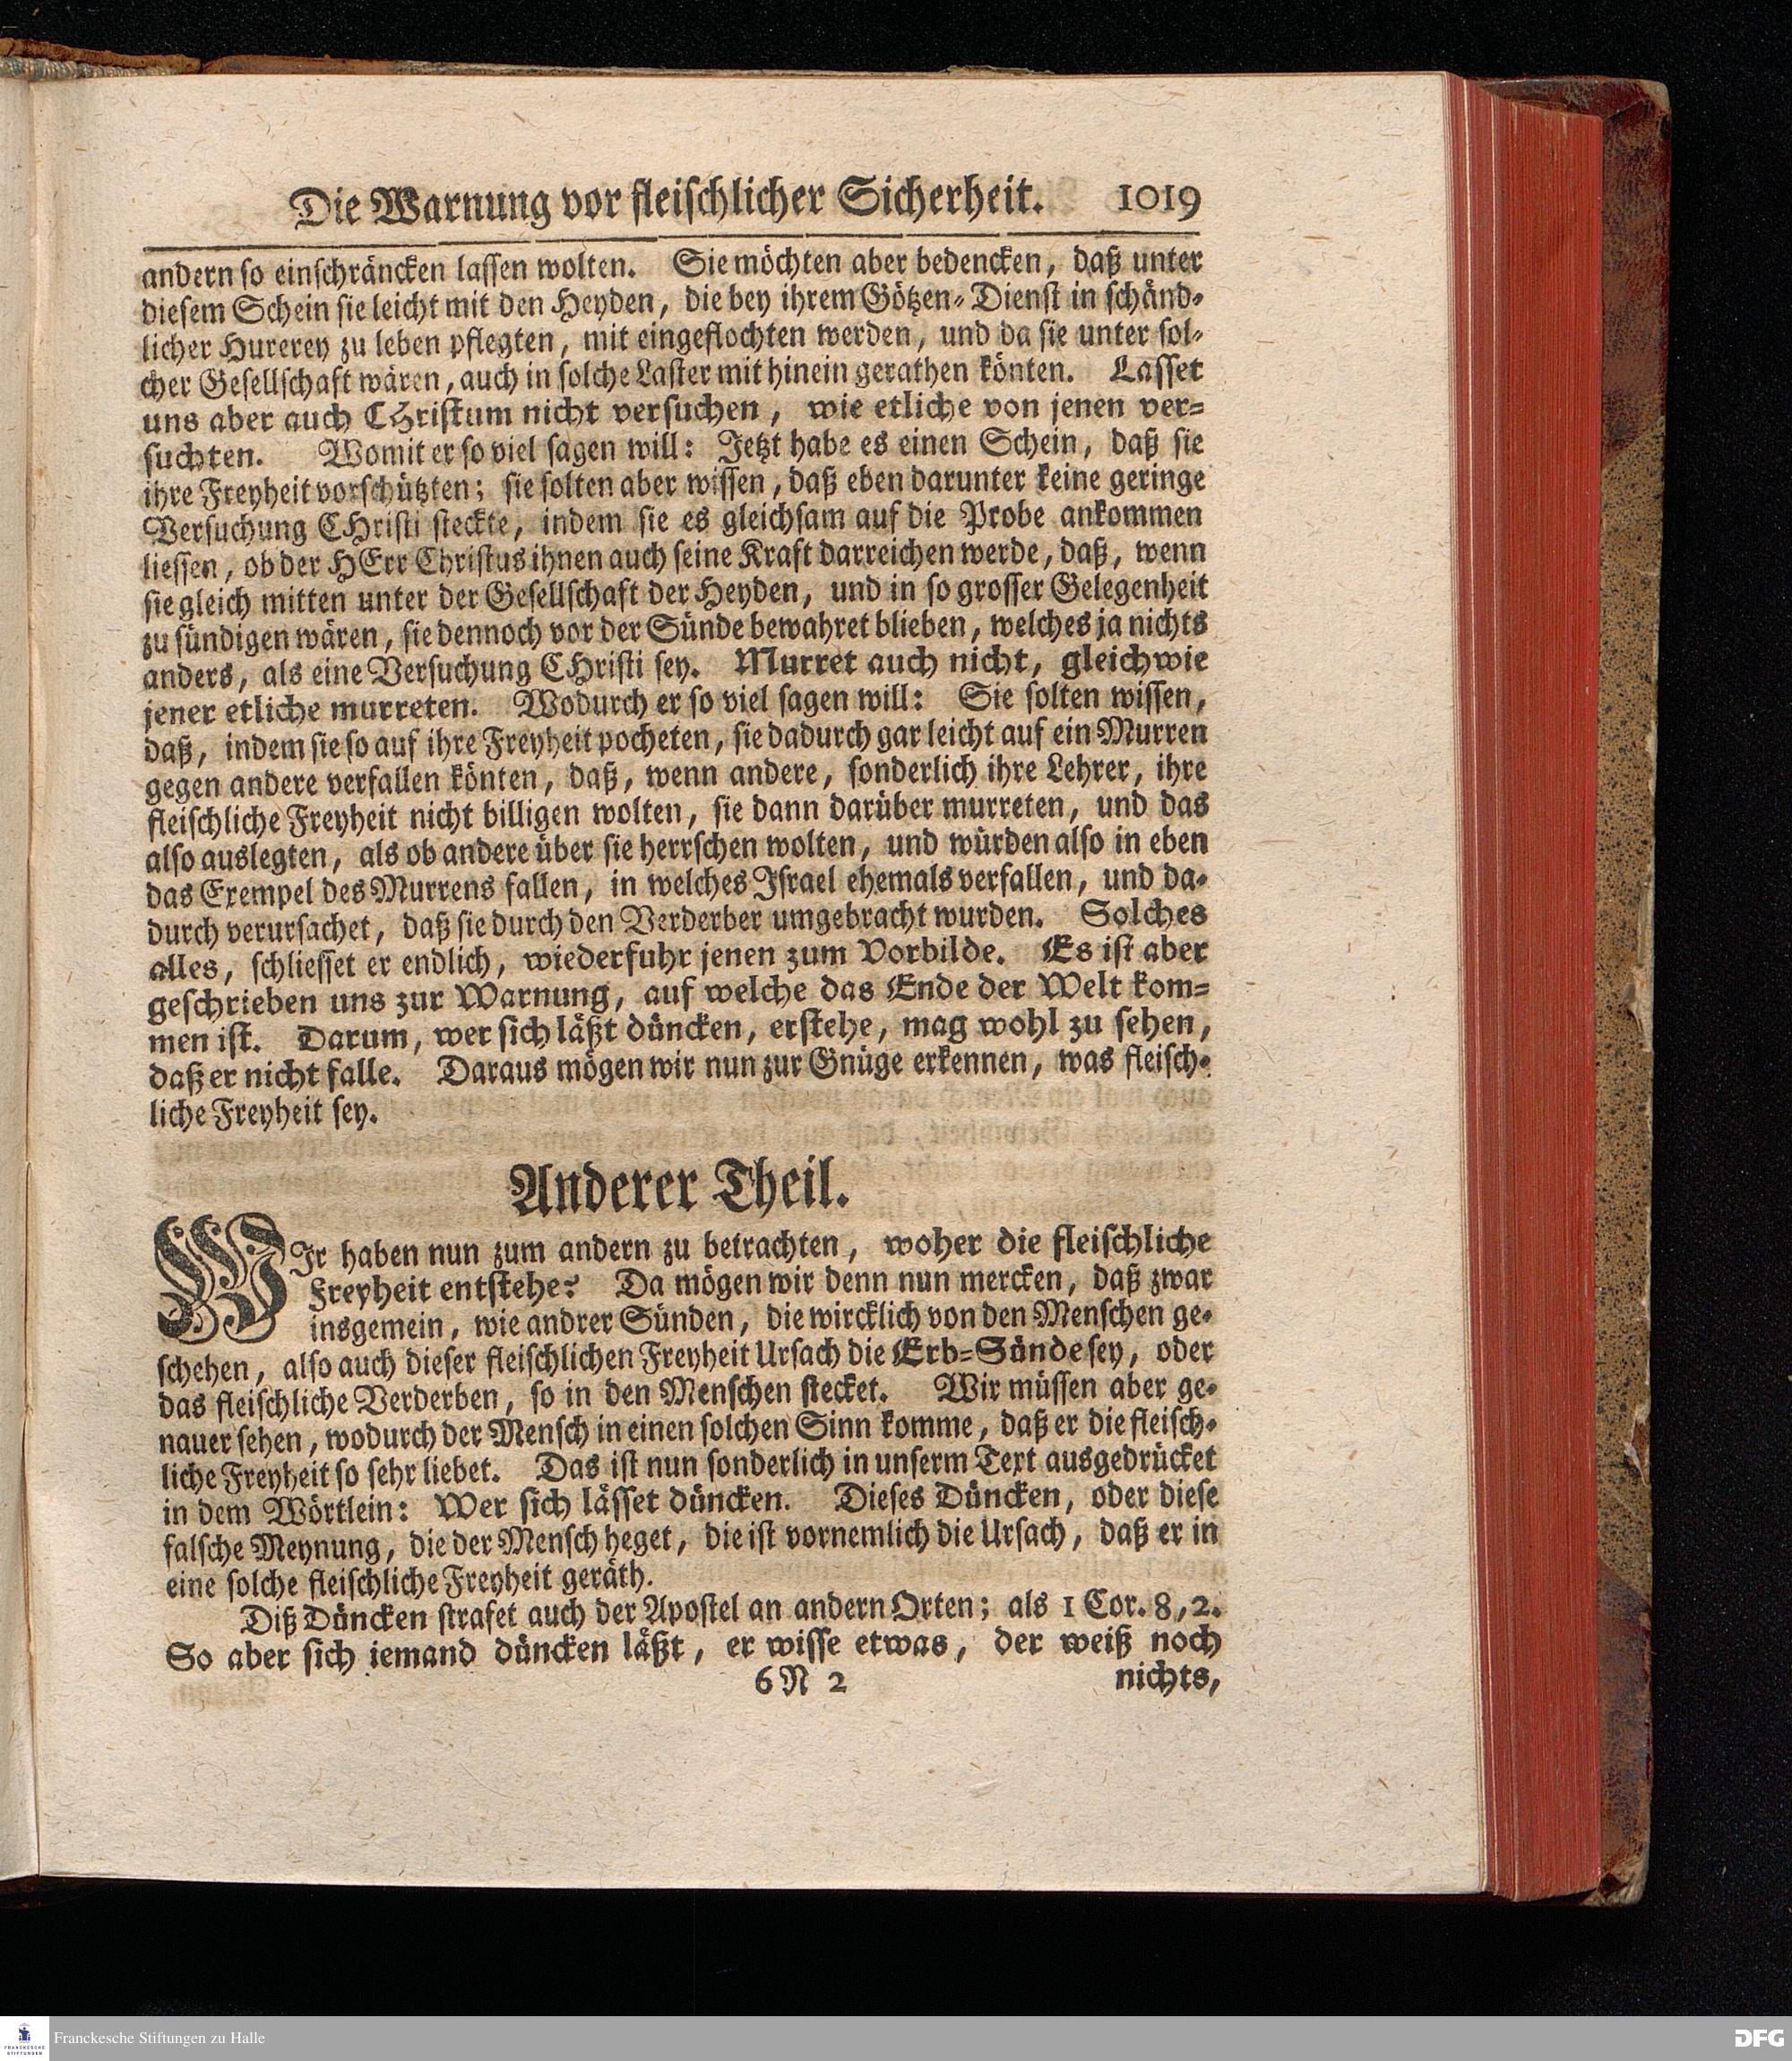 Die Warnung vor fleischlicher Sicherheit. 1019
andern so einschräncken lassen wolten. Sie möchten aber bedencken, daß unter
diesem Schein sie leicht mit den Heyden, die bey ihrem Götzen-Dienst in schänd-
licher Hurerey zu leben pflegten, mit eingeflochten werden, und da sie unter sol-
cher Gesellschaft wären, auch in solche Laster mit hinein gerathen könten. Lasset
uns aber auch CHristum nicht versuchen, wie etliche von jenen ver-
suchten. Womit er so viel sagen will: Jetzt habe es einen Schein, daß sie
ihre Freyheit vorschützten; sie solten aber wissen, daß eben darunter keine geringe
Versuchung CHristi steckte, indem sie es gleichsam auf die Probe ankommen
liessen, ob der HErr Christus ihnen auch seine Kraft darreichen werde, daß, wenn
sie gleich mitten unter der Gesellschaft der Heyden, und in so grosser Gelegenheit
zu sündigen wären, sie dennoch vor der Sünde bewahret blieben, welches ja nichts
anders, als eine Versuchung CHristi sey. Murret auch nicht, gleichwie
jener etliche murreten. Wodurch er so viel sagen will: Sie solten wissen,
daß, indem sie so auf ihre Freyheit pocheten, sie dadurch gar leicht auf ein Murren
gegen andere verfallen könten, daß, wenn andere, sonderlich ihre Lehrer, ihre
fleischliche Freyheit nicht billigen wolten, sie dann darüber murreten, und das
also auslegten, als ob andere über sie herrschen wolten, und würden also in eben
das Exempel des Murrens fallen, in welches Israel ehemals verfallen, und da-
durch verursachet, daß sie durch den Verderber umgebracht wurden. Solches
alles, schliesset er endlich, wiederfuhr jenen zum Vorbilde. Es ist aber
geschrieben uns zur Warnung, auf welche das Ende der Welt kom-
men ist. Darum, wer sich läßt düncken, er stehe, mag wohl zu sehen,
daß er nicht falle. Daraus mögen wir nun zur Gnüge erkennen, was fleisch-
liche Freyheit sey.
Anderer Theil.
WIr haben nun zum andern zu betrachten, woher die fleischliche
Freyheit entstehe? Da mögen wir denn nun mercken, daß zwar
insgemein, wie andrer Sünden, die wircklich von den Menschen ge-
schehen, also auch dieser fleischlichen Freyheit Ursach die Erb-Sünde sey, oder
das fleischliche Verderben, so in den Menschen stecket. Wir müssen aber ge-
nauer sehen, wodurch der Mensch in einen solchen Sinn komme, daß er die fleisch-
liche Freyheit so sehr liebet. Das ist nun sonderlich in unserm Text ausgedrücket
in dem Wörtlein: Wer sich lässet düncken. Dieses Düncken, oder diese
falsche Meynung, die der Mensch heget, die ist vornemlich die Ursach, daß er in
eine solche fleischliche Freyheit geräth.
Diß Düncken strafet auch der Apostel an andern Orten; als 1 Cor. 8, 2.
So aber sich iemand düncken läßt, er wisse etwas, der weiß noch
6 N 2 nichts,
Franckesche Stiftungen zu Halle
FRANCKESCHE STIFTUNGEN
DFG